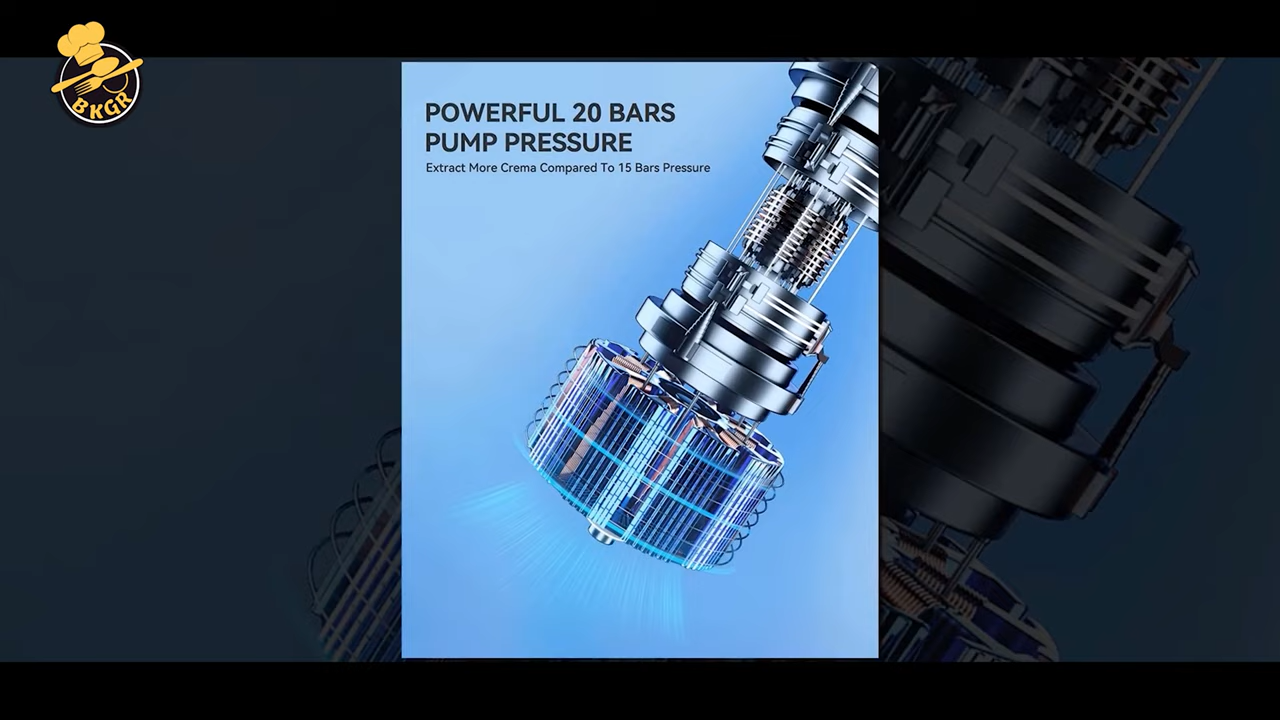 BKGR
POWERFUL 20 BARS
PUMP PRESSURE
Extract More Crema Compared To 15 Bars Pressure